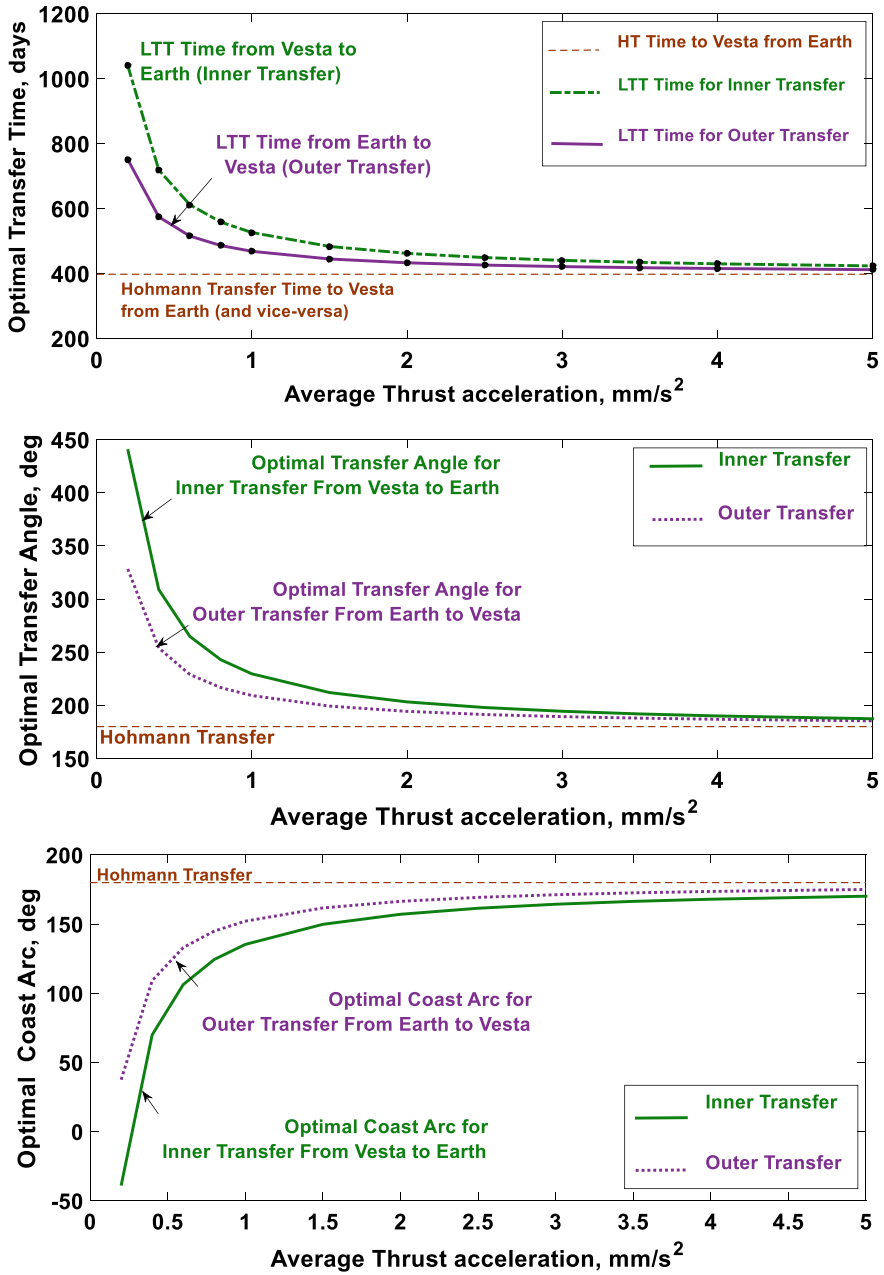 1200
1000
800
600
400
200
0
1
2
3
4
5
Optimal Transfer Time, days
LTT Time from Vesta to
Earth (Inner Transfer)
LTT Time from Earth to
Vesta (Outer Transfer)
Hohmann Transfer Time to Vesta
from Earth (and vice-versa)
HT Time to Vesta from Earth
LTT Time for Inner Transfer
LTT Time for Outer Transfer
Average Thrust acceleration, mm/s²
450
400
350
300
250
200
150
0
1
2
3
4
5
Optimal Transfer Angle, deg
Optimal Transfer Angle for
Inner Transfer From Vesta to Earth
Optimal Transfer Angle for
Outer Transfer From Earth to Vesta
Hohmann Transfer
Inner Transfer
Outer Transfer
Average Thrust acceleration, mm/s²
200
150
100
50
0
-50
0
0.5
1
1.5
2
2.5
3
3.5
4
4.5
5
Optimal Coast Arc, deg
Hohmann Transfer
Optimal Coast Arc for
Outer Transfer From Earth to Vesta
Optimal Coast Arc for
Inner Transfer From Vesta to Earth
Inner Transfer
Outer Transfer
Average Thrust acceleration, mm/s²